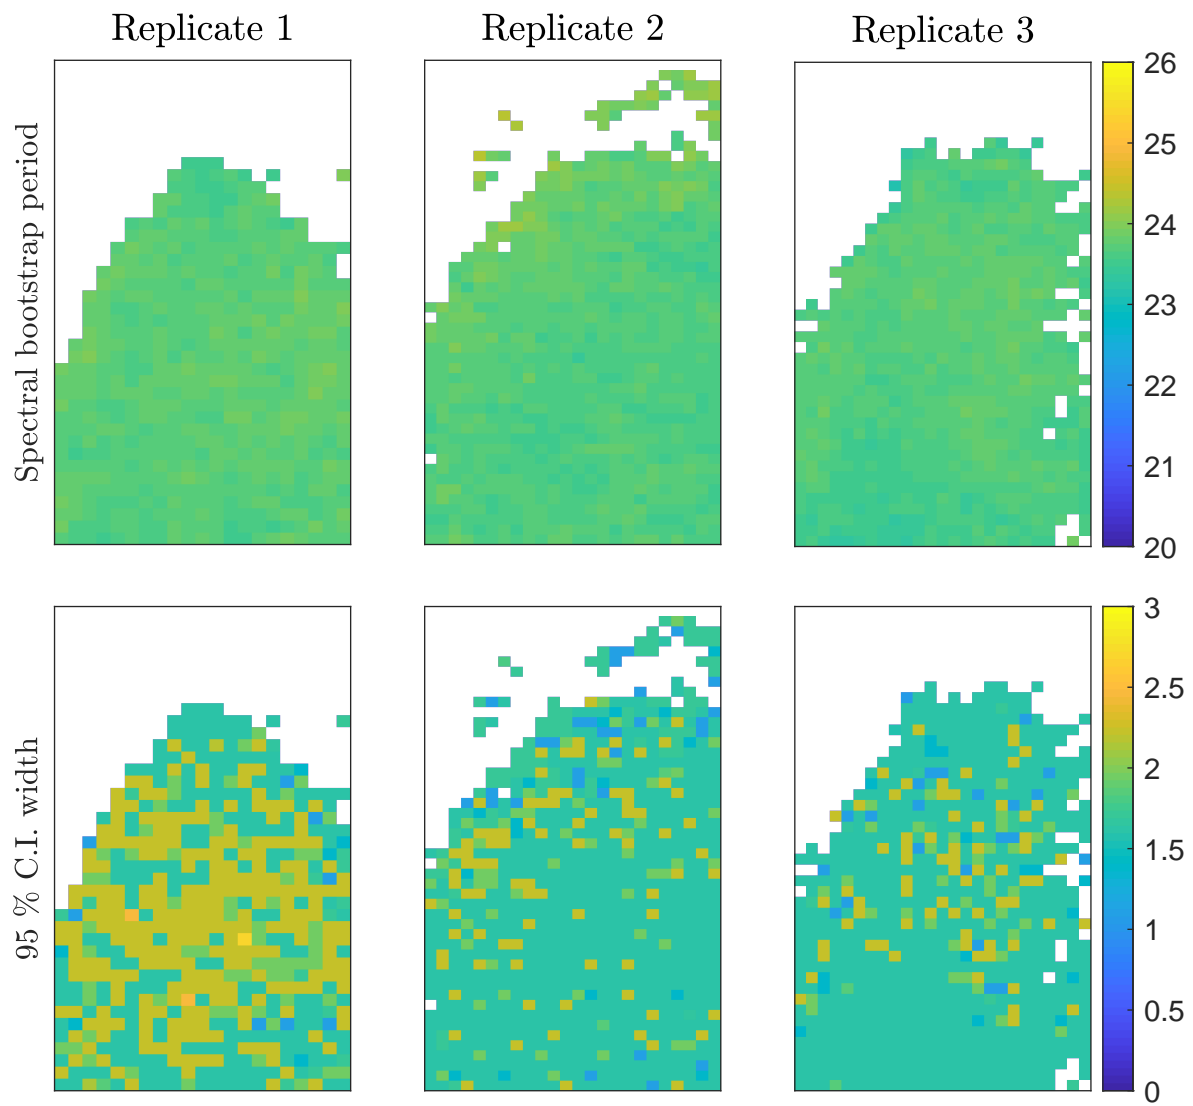 Replicate 1
Replicate 2
Replicate 3
Spectral bootstrap period
26
25
24
23
22
21
20
95 % C.I. width
3
2.5
2
1.5
1
0.5
0